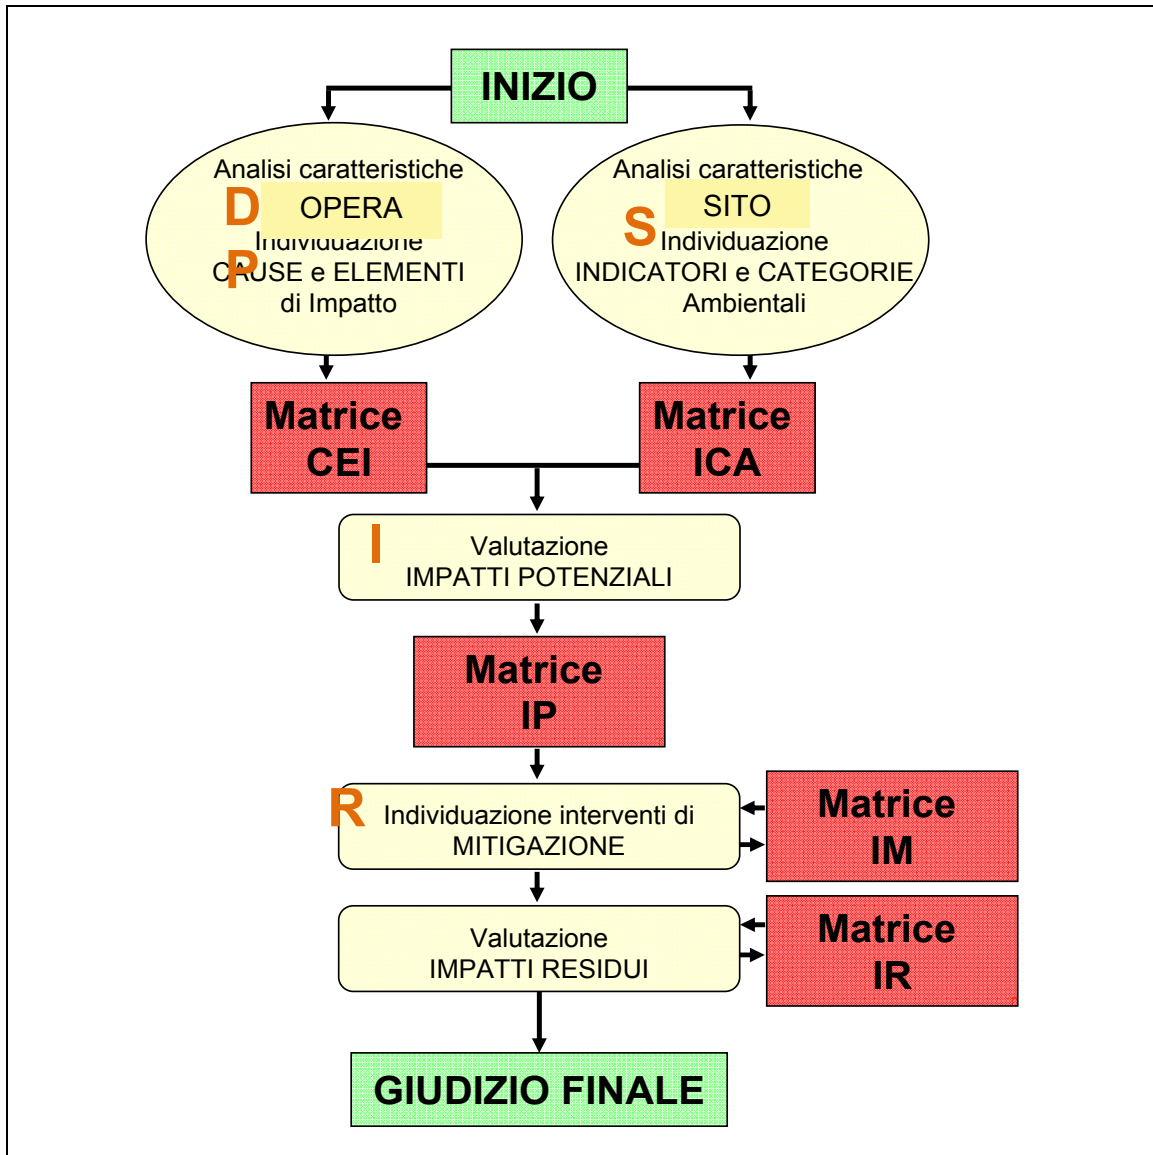 INIZIO
Analisi caratteristiche
D OPERA
Individuazione
P CAUSE e ELEMENTI
di Impatto
Analisi caratteristiche
SITO
S Individuazione
INDICATORI e CATEGORIE
Ambientali
Matrice
CEI
Matrice
ICA
I Valutazione
IMPATTI POTENZIALI
Matrice
IP
R Individuazione interventi di
MITIGAZIONE
Matrice
IM
Valutazione
IMPATTI RESIDUI
Matrice
IR
GIUDIZIO FINALE